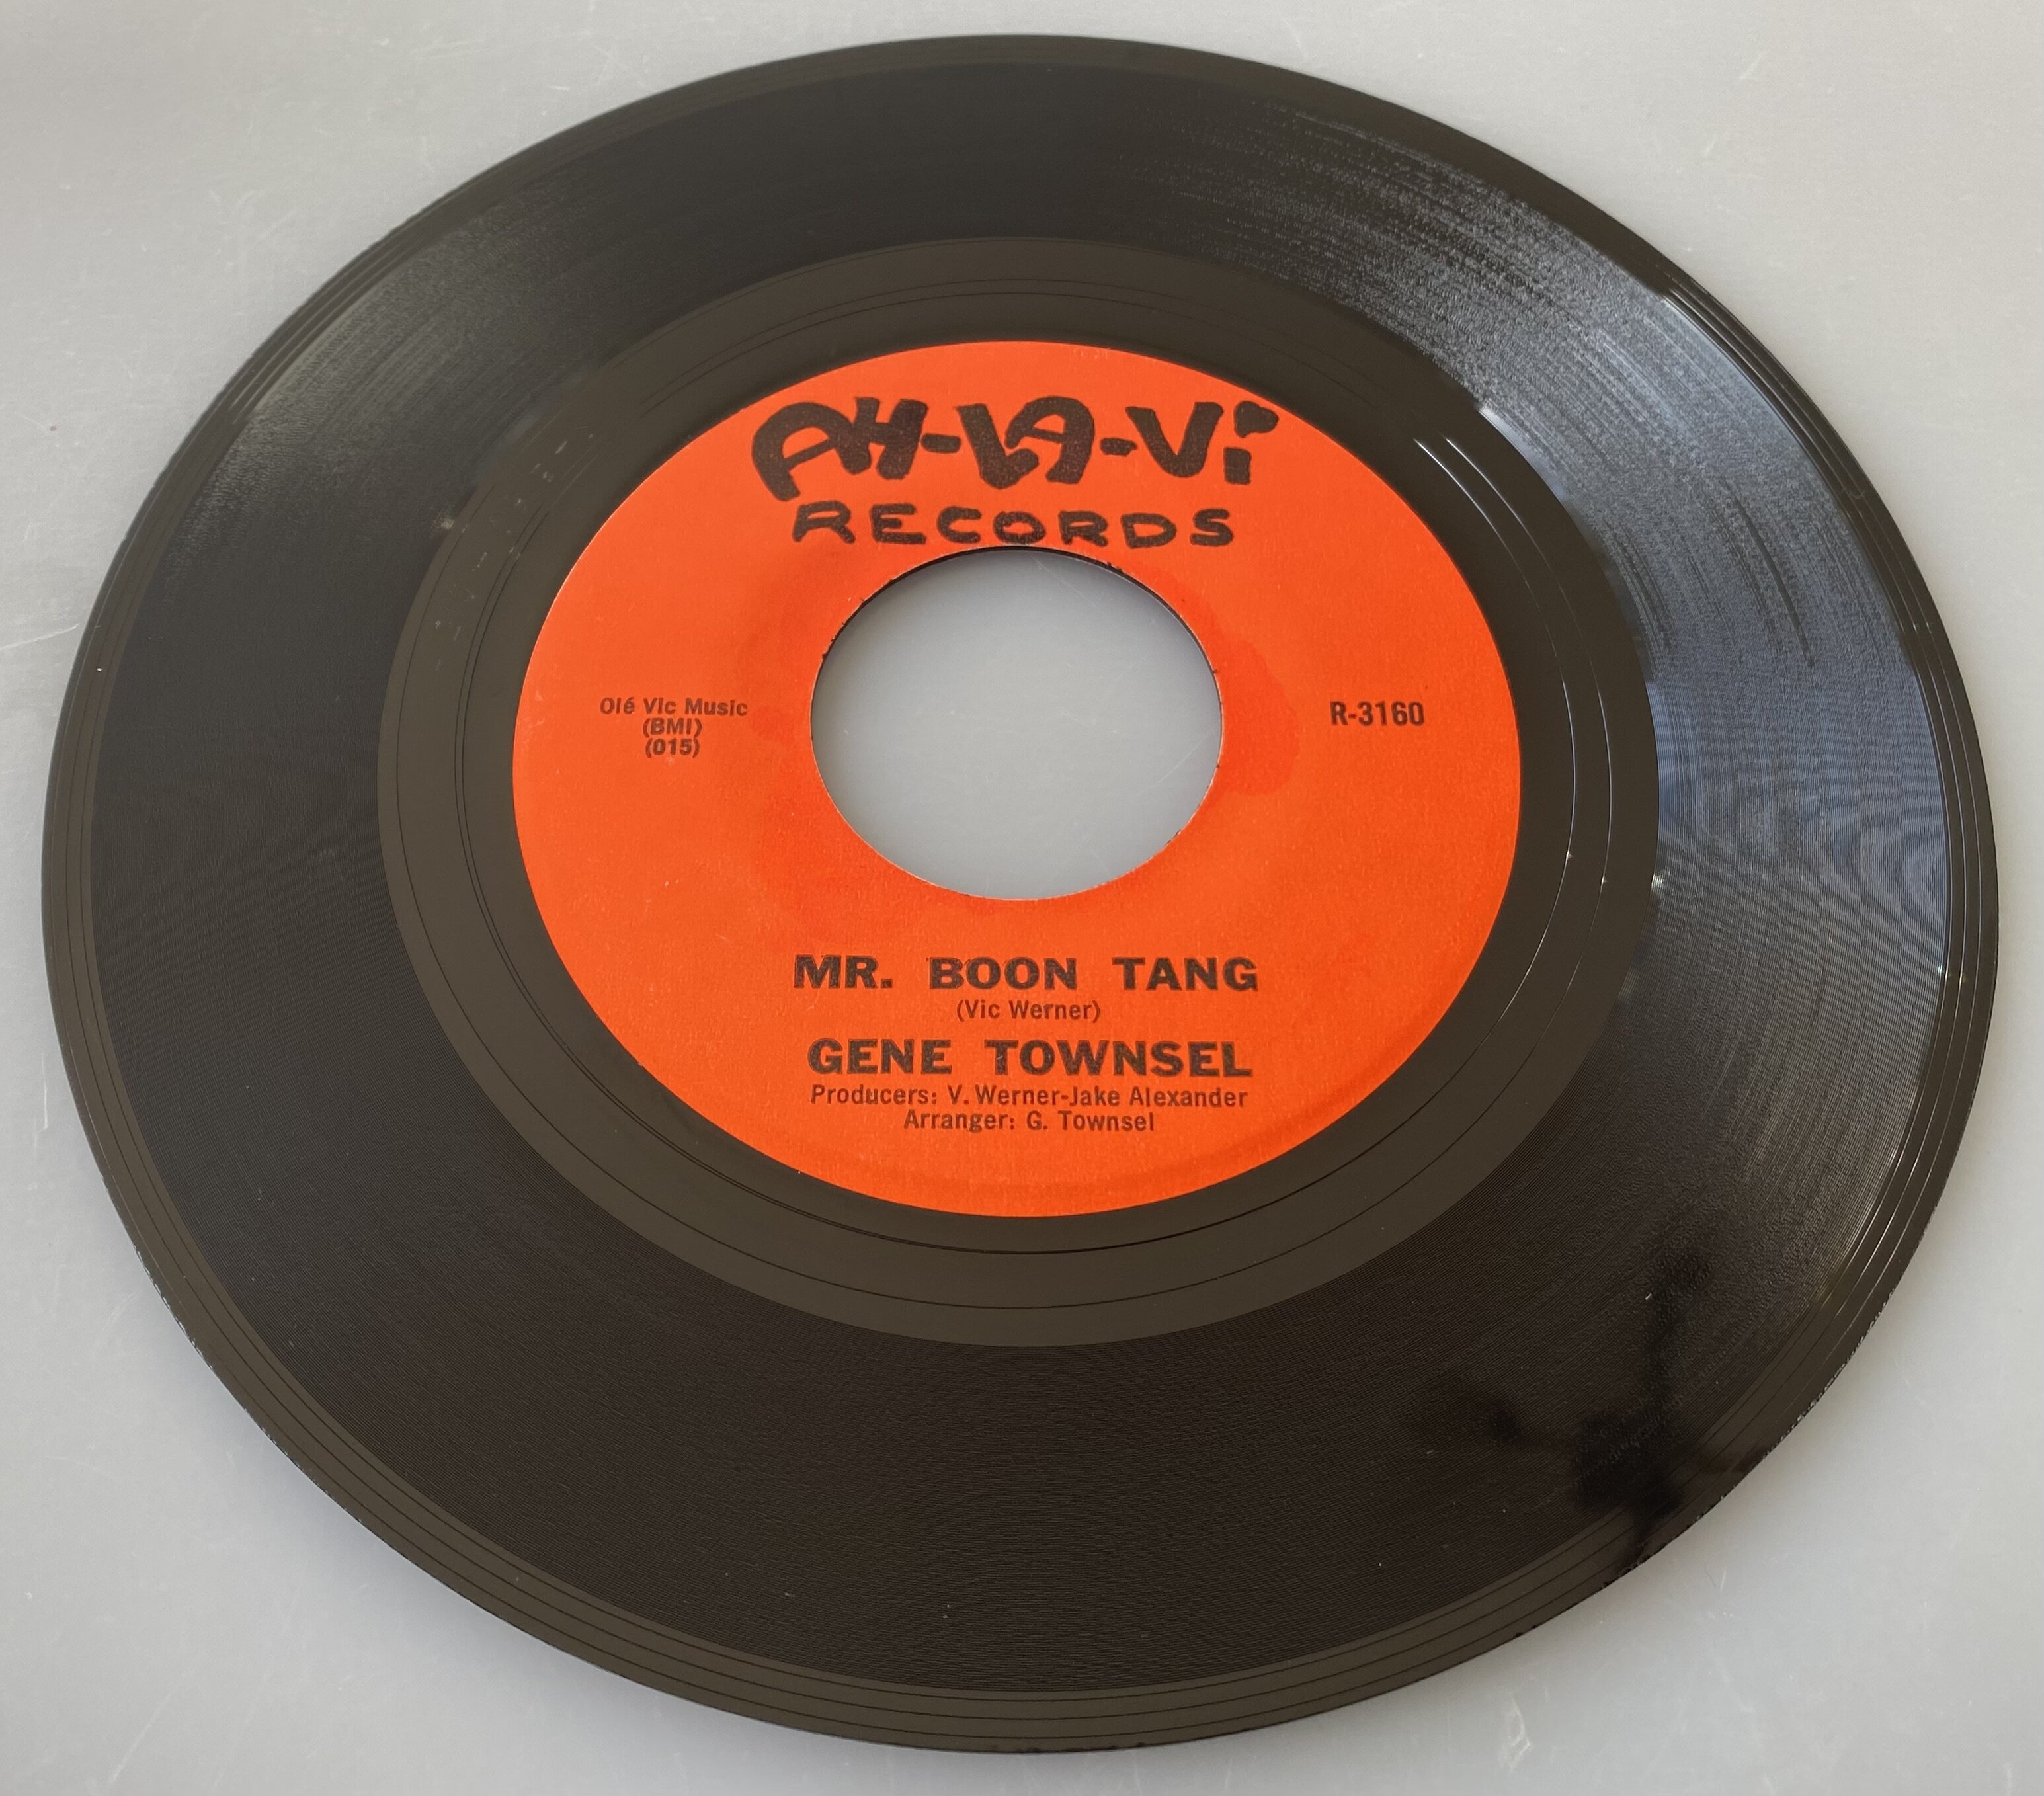 AH-LA-Vi
RECORDS
Olé Vic Music
(BMI)
(015)
R-3160
MR. BOON TANG
(Vic Werner)
GENE TOWNSEL
Producers: V. Werner-Jake Alexander
Arranger: G. Townsel